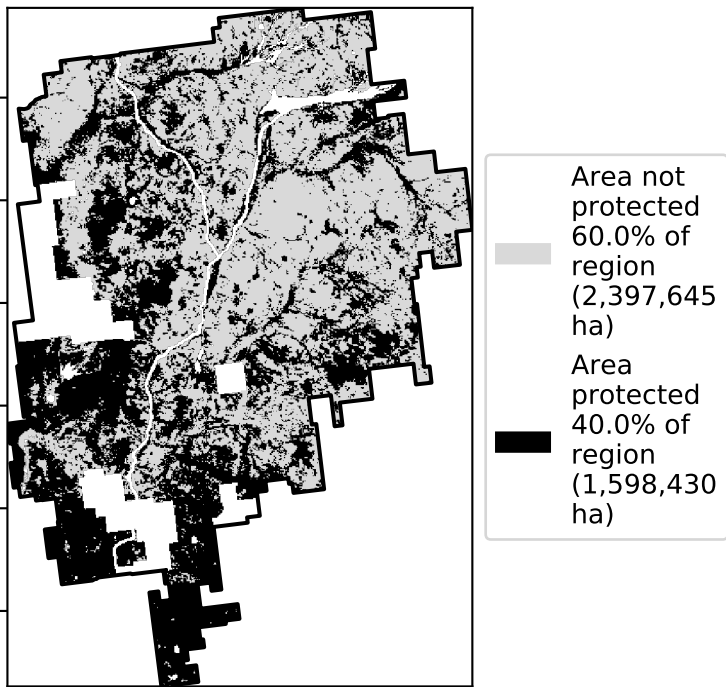 Area not
protected
60.0% of
region
(2,397,645
ha)
Area
protected
40.0% of
region
(1,598,430
ha)